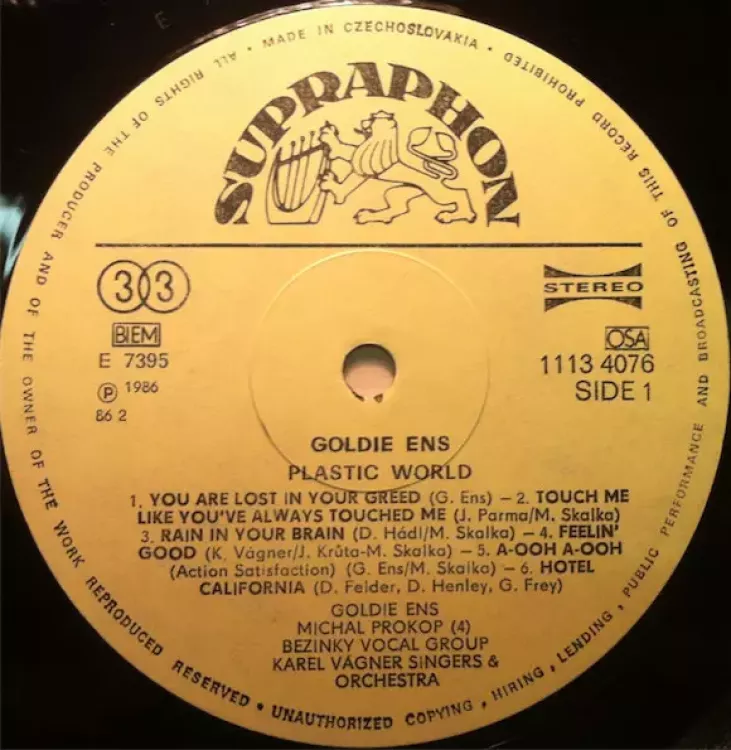 E
ALL RIGHTS OF THE PRODUCER AND OF THE OWNER OF THE WORK REPRODUCED RESERVED • UNAUTHORIZED COPYING, HIRING, LENDING, PUBLIC PERFORMANCE AND BROADCASTING OF THIS RECORD PROHIBITED • MADE IN CZECHOSLOVAKIA •
SUPRAPHON
33
STEREO
BIEM
OSA
E 7395
1113 4076
℗ 1986
SIDE 1
86 2
GOLDIE ENS
PLASTIC WORLD
1. YOU ARE LOST IN YOUR GREED (G. Ens) – 2. TOUCH ME
LIKE YOU'VE ALWAYS TOUCHED ME (J. Parma/M. Skalka)
3. RAIN IN YOUR BRAIN (D. Hádl/M. Skalka) – 4. FEELIN'
GOOD (K. Vágner/J. Krůta-M. Skalka) – 5. A-OOH A-OOH
(Action Satisfaction) (G. Ens/M. Skalka) – 6. HOTEL
CALIFORNIA (D. Felder, D. Henley, G. Frey)
GOLDIE ENS
MICHAL PROKOP (4)
BEZINKY VOCAL GROUP
KAREL VÁGNER SINGERS &
ORCHESTRA